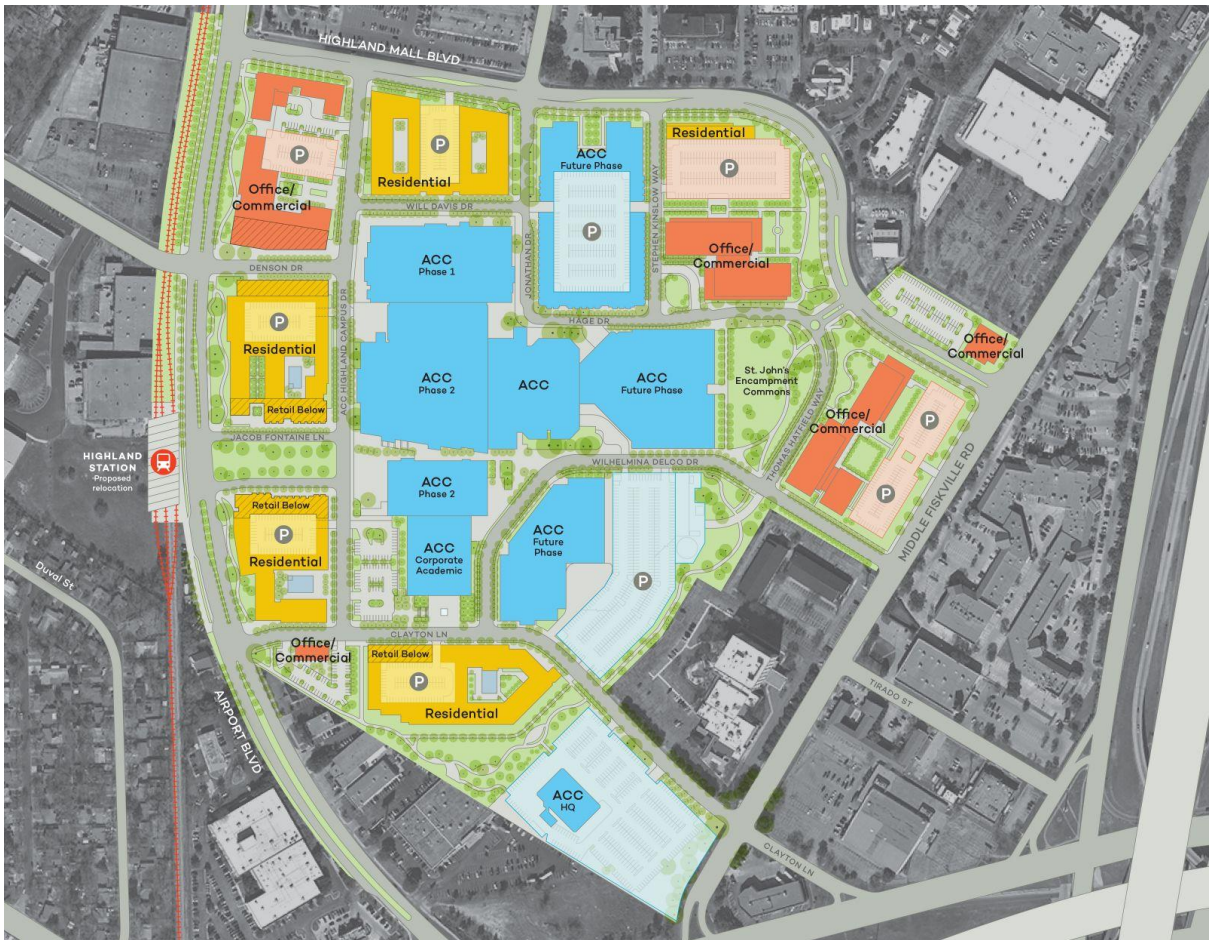 HIGHLAND MALL BLVD
P
Office/
Commercial
P
Residential
ACC
Future Phase
P
Residential
P
Office/
Commercial
WILL DAVIS DR
JONATHAN DR
STEPHEN KINSLOW WAY
DENSON DR
ACC HIGHLAND CAMPUS DR
HAGE DR
ACC
Phase 1
P
Residential
Retail Below
ACC
Phase 2
ACC
ACC
Future Phase
St. John's
Encampment
Commons
Office/
Commercial
THOMAS HATFIELD WAY
Office/
Commercial
P
P
MIDDLE FISKVILLE RD
JACOB FONTAINE LN
HIGHLAND
STATION
Proposed
relocation
WILHELMINA DELCO DR
Retail Below
P
Residential
ACC
Phase 2
ACC
Corporate
Academic
ACC
Future
Phase
P
Duval St
CLAYTON LN
Office/
Commercial
Retail Below
P
Residential
AIRPORT BLVD
TIRADO ST
ACC
HQ
CLAYTON LN